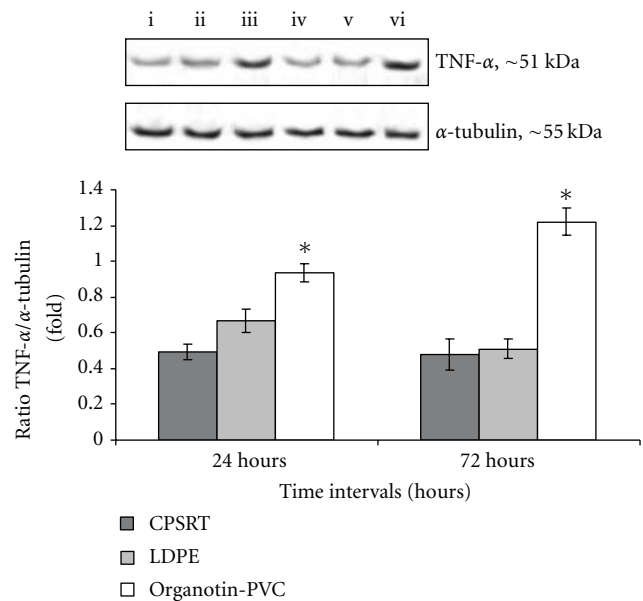 i ii iii iv v vi
TNF-α, ~51 kDa
α-tubulin, ~55 kDa
1.4
1.2
1
0.8
0.6
0.4
0.2
0
Ratio TNF-α/α-tubulin
(fold)
*
*
24 hours 72 hours
Time intervals (hours)
CPSRT
LDPE
Organotin-PVC